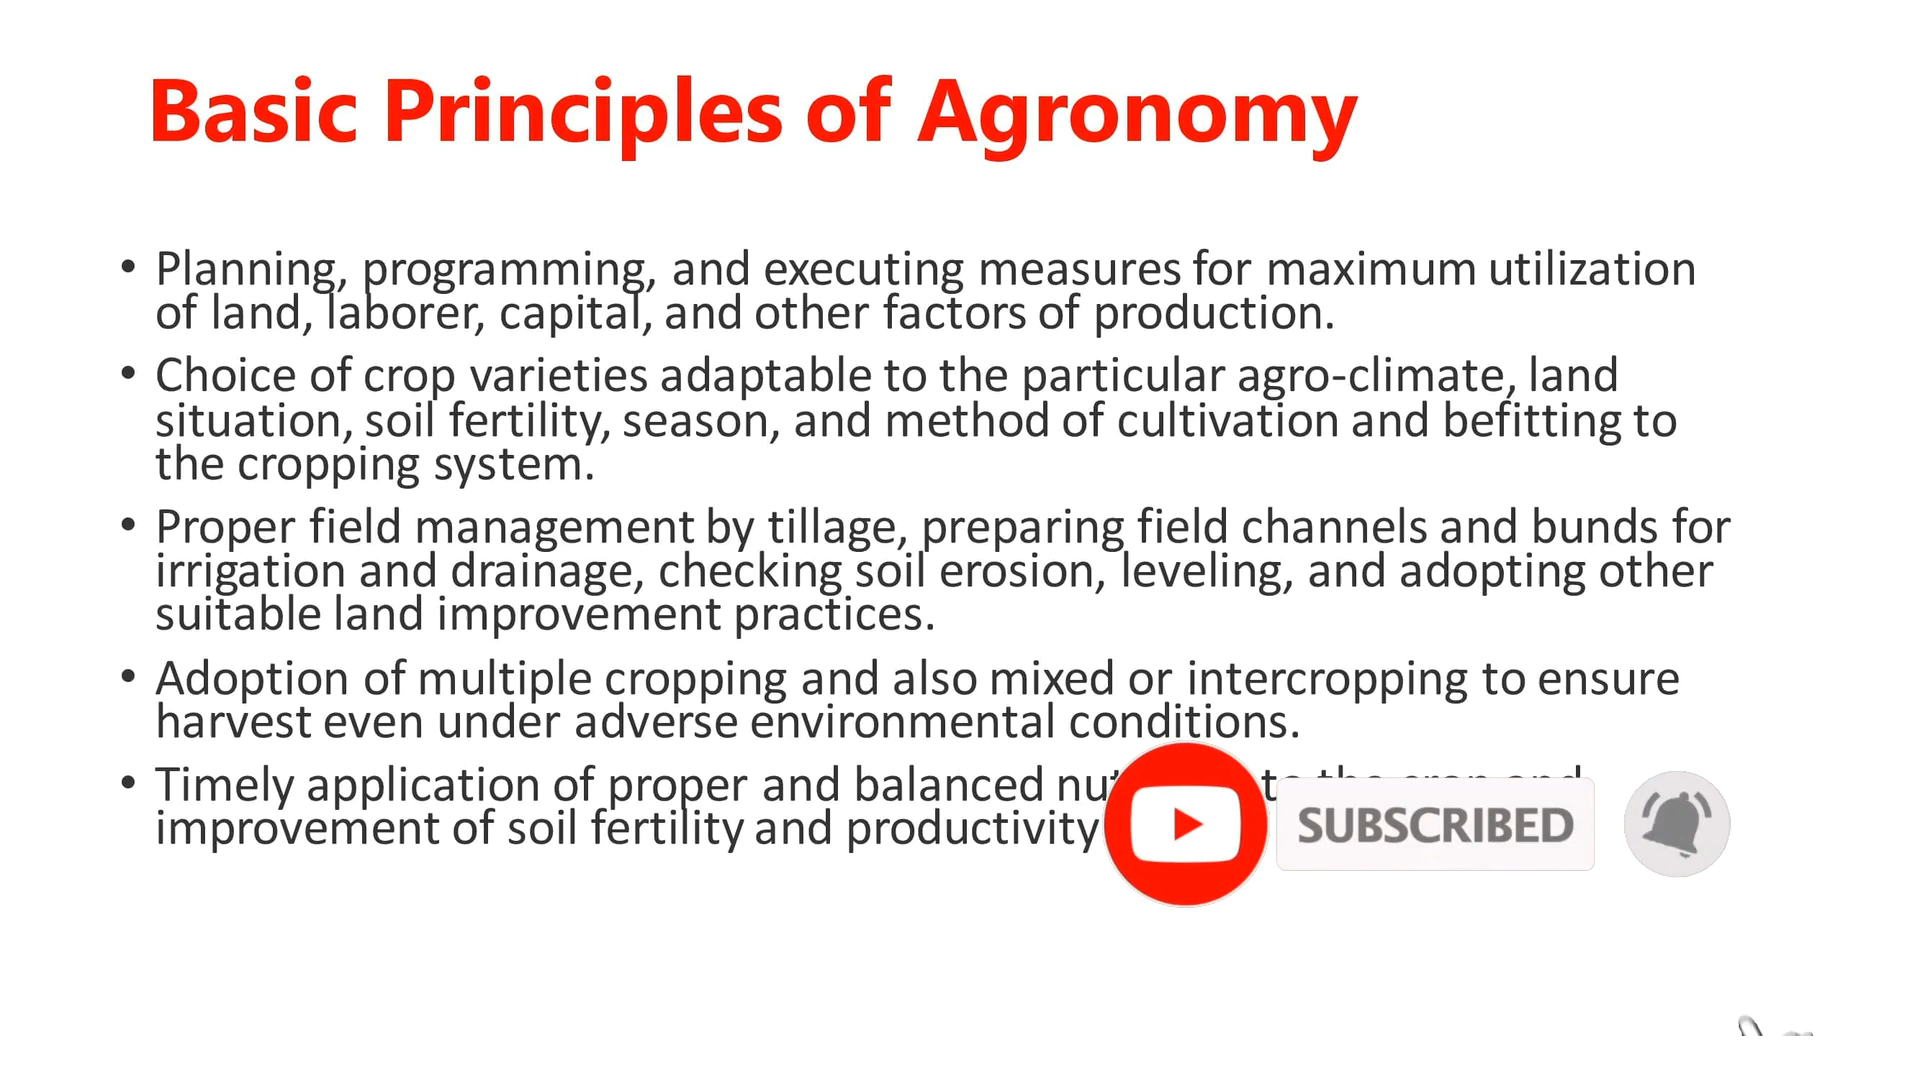 Basic Principles of Agronomy
• Planning, programming, and executing measures for maximum utilization
of land, laborer, capital, and other factors of production.
• Choice of crop varieties adaptable to the particular agro-climate, land
situation, soil fertility, season, and method of cultivation and befitting to
the cropping system.
• Proper field management by tillage, preparing field channels and bunds for
irrigation and drainage, checking soil erosion, leveling, and adopting other
suitable land improvement practices.
• Adoption of multiple cropping and also mixed or intercropping to ensure
harvest even under adverse environmental conditions.
• Timely application of proper and balanced to the crop and
improvement of soil fertility and productivity
SUBSCRIBED